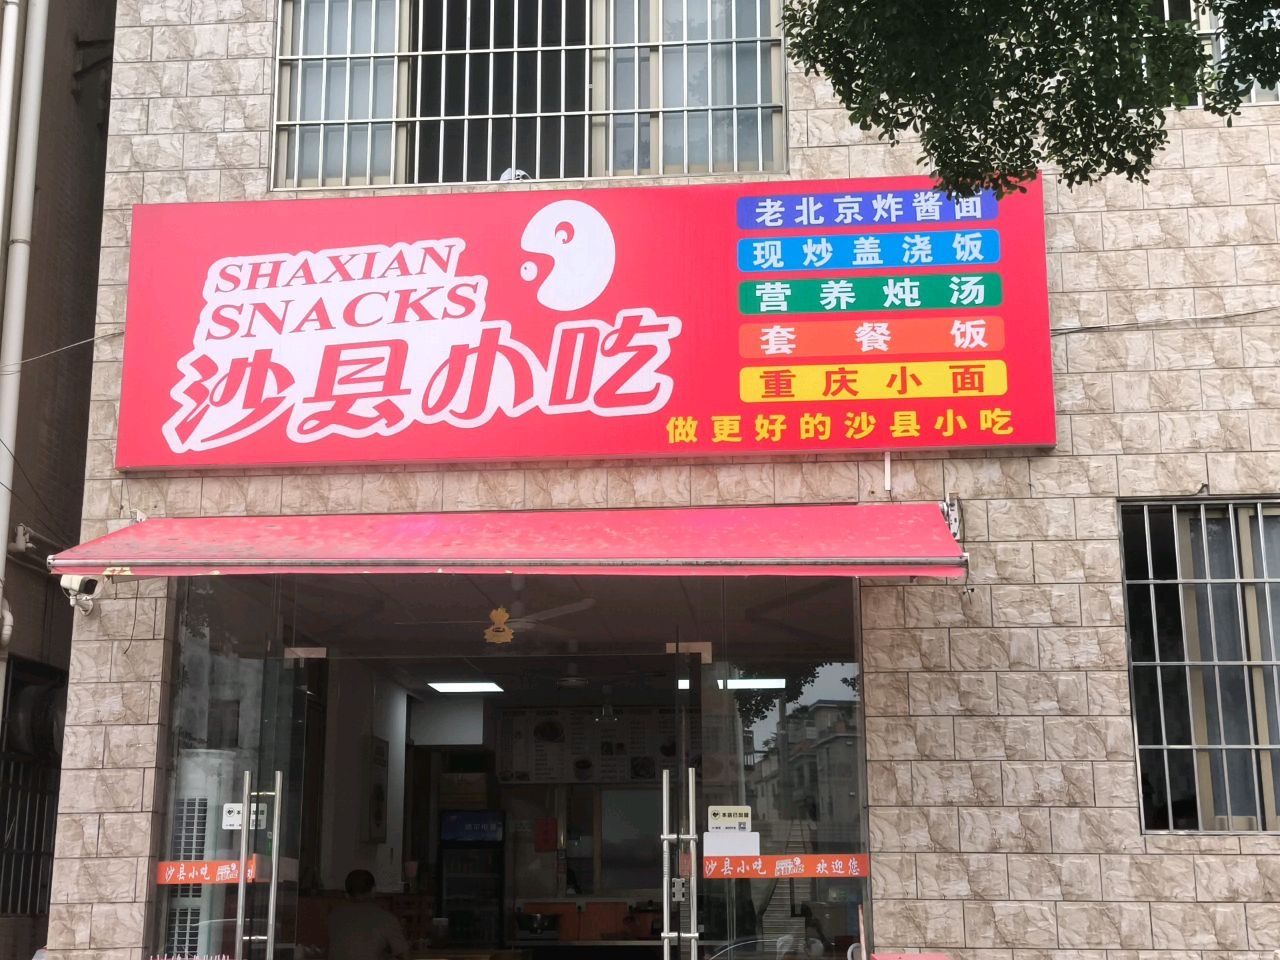 SHAXIAN
SNACKS
沙县小吃
老北京炸酱面
现炒盖浇饭
营养炖汤
套餐饭
重庆小面
做更好的沙县小吃
沙县小吃
沙县小吃 欢迎您